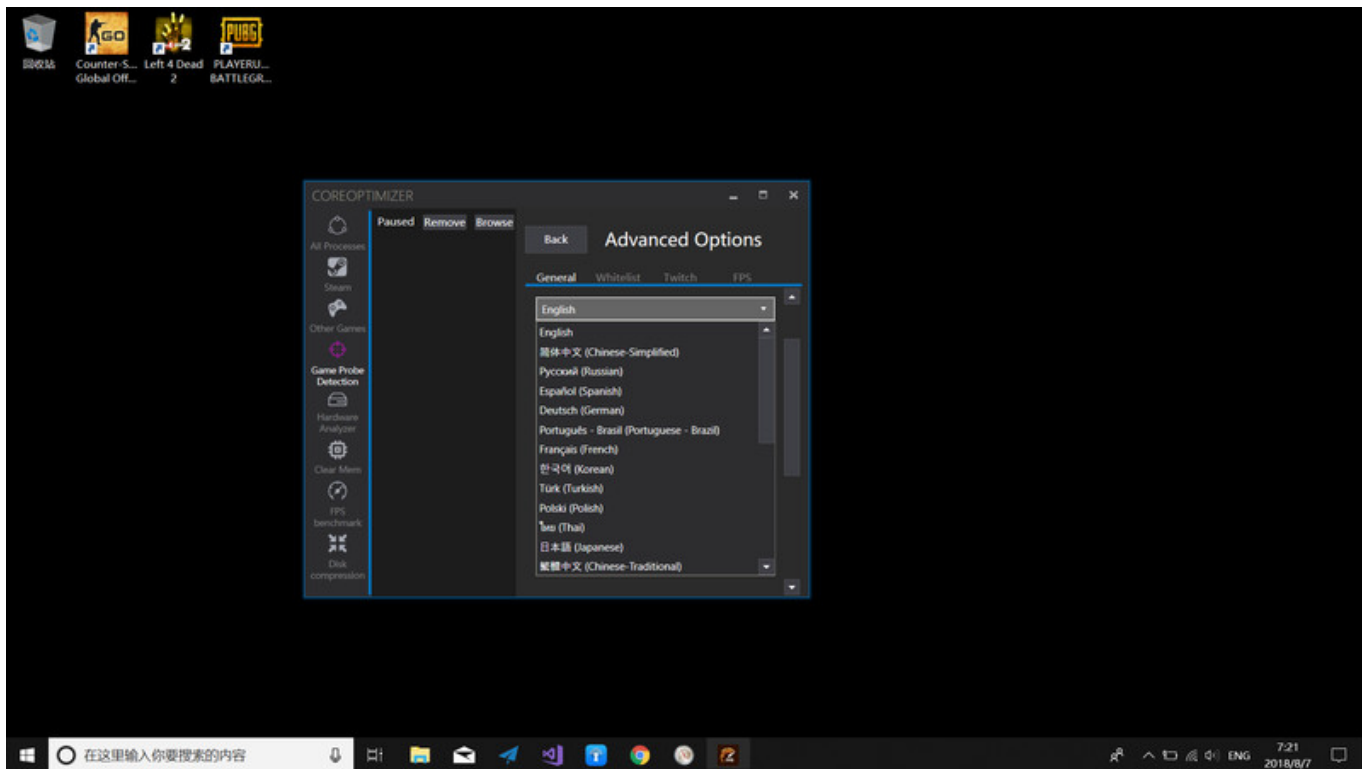 GO
2
PUBG
回收站
Counter-S...
Global Off...
Left 4 Dead
2
PLAYERU...
BATTLEGR...
COREOPTIMIZER
All Processes
Steam
Other Games
Game Probe
Detection
Hardware
Analyzer
Clear Mem
FPS
benchmark
Disk
compression
Paused Remove Browse
Back Advanced Options
General Whitelist Twitch FPS
English
English
简体中文 (Chinese-Simplified)
Русский (Russian)
Español (Spanish)
Deutsch (German)
Português - Brasil (Portuguese - Brazil)
Français (French)
한국어 (Korean)
Türk (Turkish)
Polski (Polish)
ไทย (Thai)
日本語 (Japanese)
繁體中文 (Chinese-Traditional)
在这里输入你要搜索的内容
ENG
7:21
2018/8/7